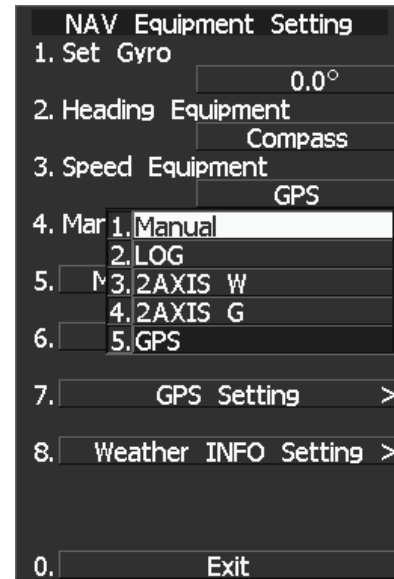 NAV Equipment Setting
1. Set Gyro
0.0°
2. Heading Equipment
Compass
3. Speed Equipment
GPS
4. Mar
1. Manual
2. LOG
5. M
3. 2AXIS W
4. 2AXIS G
6.
5. GPS
7. GPS Setting >
8. Weather INFO Setting >
0. Exit